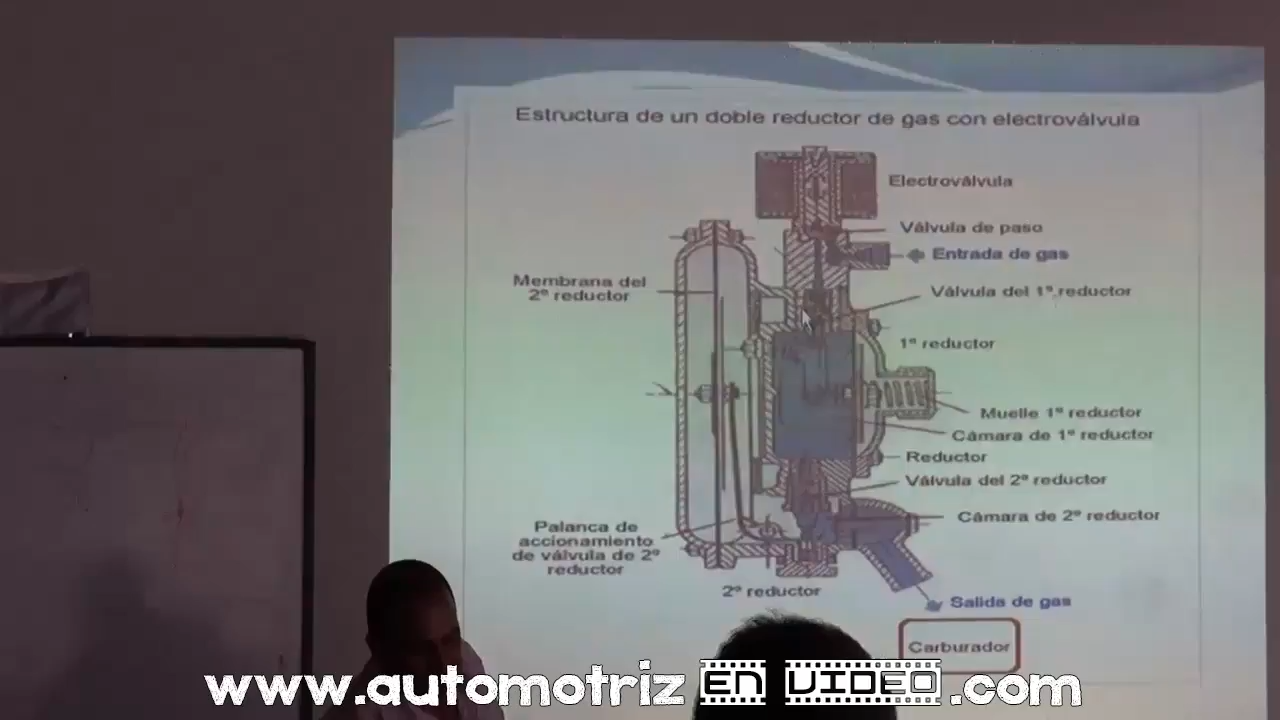 Estructura de un doble reductor de gas con electroválvula
Electroválvula
Válvula de paso
Entrada de gas
Membrana del
2º reductor
Válvula del 1º reductor
1º reductor
Muelle 1º reductor
Cámara de 1º reductor
Reductor
Válvula del 2º reductor
Cámara de 2º reductor
Palanca de
accionamiento
de válvula de 2º
reductor
2º reductor
Salida de gas
Carburador
www.automotriz EN VIDEO.com